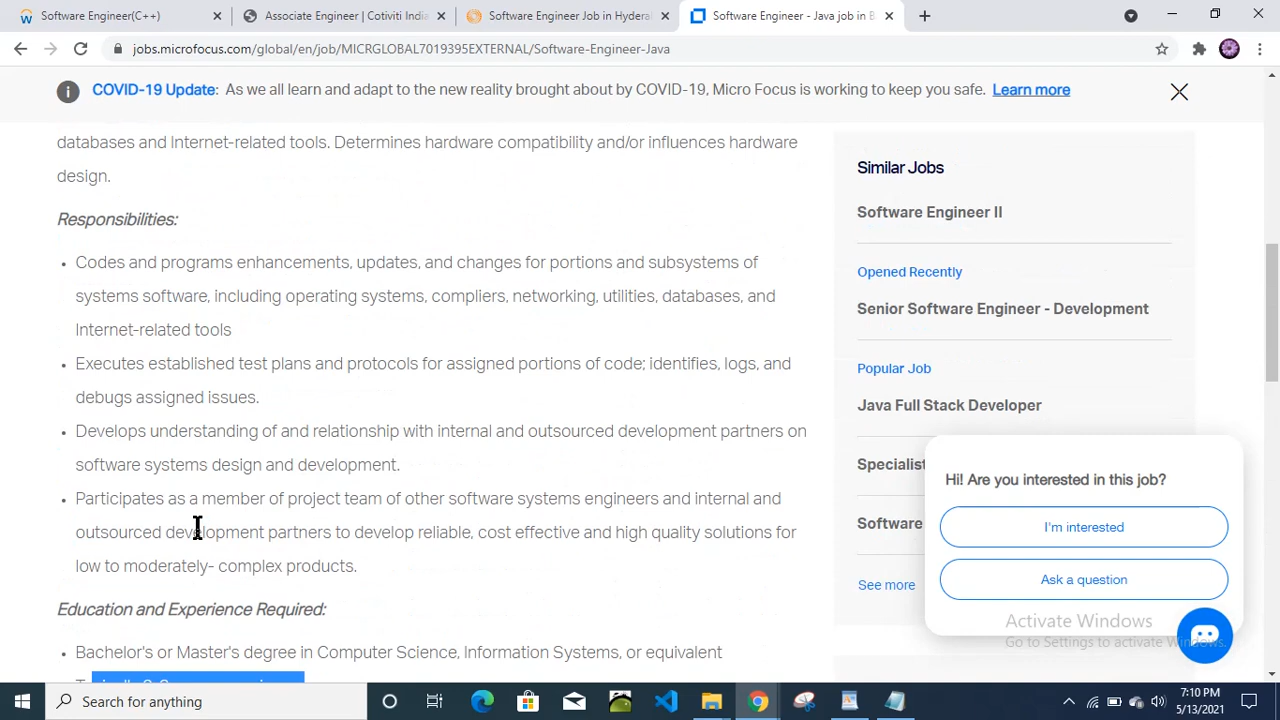 Software Engineer(C++)
Associate Engineer | Cotiviti Indi
Software Engineer Job in Hydera
Software Engineer - Java job in B
jobs.microfocus.com/global/en/job/MICRGLOBAL7019395EXTERNAL/Software-Engineer-Java
COVID-19 Update: As we all learn and adapt to the new reality brought about by COVID-19, Micro Focus is working to keep you safe. Learn more
databases and Internet-related tools. Determines hardware compatibility and/or influences hardware
design.
Responsibilities:
• Codes and programs enhancements, updates, and changes for portions and subsystems of
systems software, including operating systems, compliers, networking, utilities, databases, and
Internet-related tools
• Executes established test plans and protocols for assigned portions of code; identifies, logs, and
debugs assigned issues.
• Develops understanding of and relationship with internal and outsourced development partners on
software systems design and development.
• Participates as a member of project team of other software systems engineers and internal and
outsourced development partners to develop reliable, cost effective and high quality solutions for
low to moderately- complex products.
Education and Experience Required:
• Bachelor's or Master's degree in Computer Science, Information Systems, or equivalent
Similar Jobs
Software Engineer II
Opened Recently
Senior Software Engineer - Development
Popular Job
Java Full Stack Developer
Specialist
Software
See more
Hi! Are you interested in this job?
I'm interested
Ask a question
Activate Windows
Go to Settings to activate Windows.
Search for anything
7:10 PM
5/13/2021